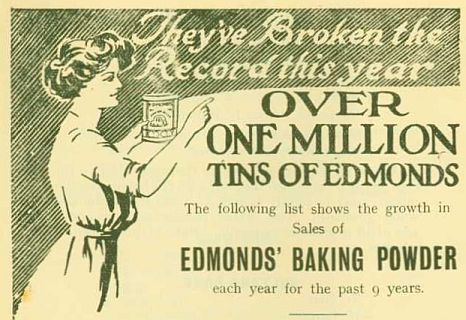 They've Broken the
Record this year
OVER
ONE MILLION
TINS OF EDMONDS
The following list shows the growth in
Sales of
EDMONDS' BAKING POWDER
each year for the past 9 years.